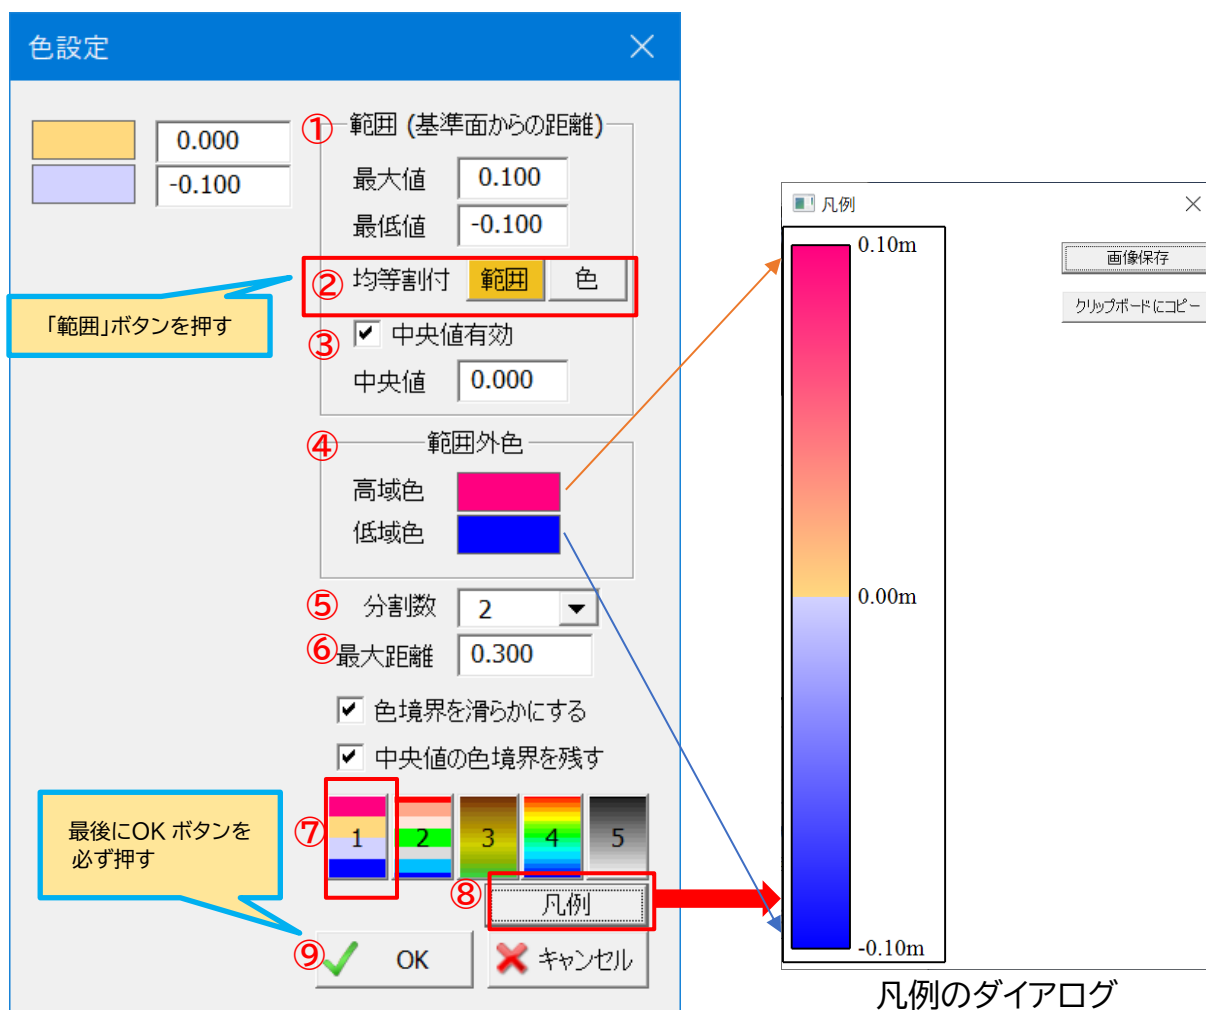 色設定
0.000
-0.100
① 範囲 (基準面からの距離)
最大値 0.100
最低値 -0.100
② 均等割付 範囲 色
「範囲」ボタンを押す
③ 中央値有効
中央値 0.000
④ 範囲外色
高域色
低域色
⑤ 分割数 2
⑥ 最大距離 0.300
色境界を滑らかにする
中央値の色境界を残す
⑦ 1 2 3 4 5
最後にOK ボタンを
必ず押す
⑧ 凡例
⑨ OK キャンセル
凡例
0.10m
0.00m
-0.10m
画像保存
クリップボードにコピー
凡例のダイアログ